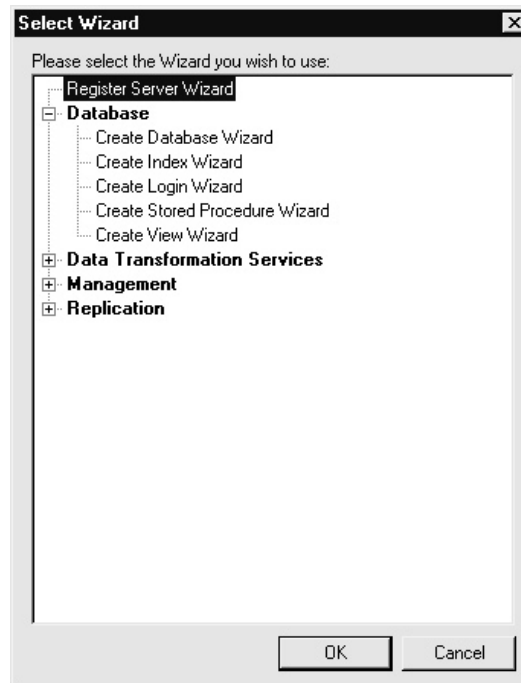 Select Wizard
Please select the Wizard you wish to use:
Register Server Wizard
Database
Create Database Wizard
Create Index Wizard
Create Login Wizard
Create Stored Procedure Wizard
Create View Wizard
Data Transformation Services
Management
Replication
OK Cancel